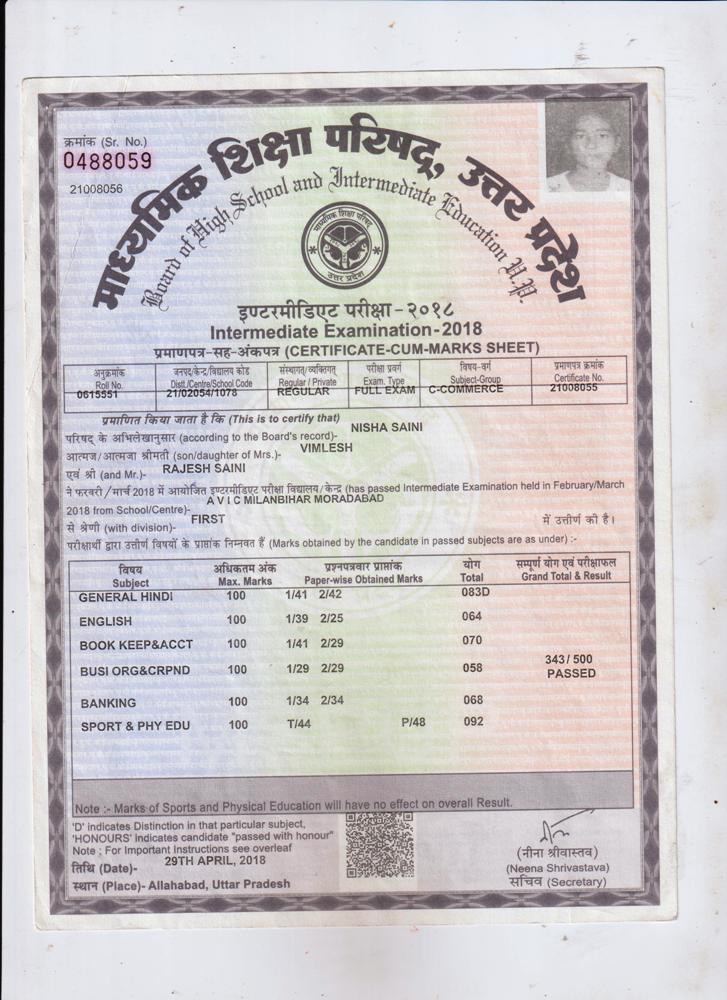 क्रमांक (Sr. No.)
0488059
21008056
माध्यमिक शिक्षा परिषद्, उत्तर प्रदेश
Board of High School and Intermediate Education U.P.
माध्यमिक शिक्षा परिषद
उत्तर प्रदेश
इण्टरमीडिएट परीक्षा - २०१८
Intermediate Examination-2018
प्रमाणपत्र-सह-अंकपत्र (CERTIFICATE-CUM-MARKS SHEET)
अनुक्रमांक जनपद/केन्द्र/विद्यालय कोड संस्थागत/व्यक्तिगत परीक्षा प्रवर्ग विषय-वर्ग प्रमाणपत्र क्रमांक
Roll No. Distt./Centre/School Code Regular / Private Exam. Type Subject-Group Certificate No.
0615551 21/02054/1078 REGULAR FULL EXAM C-COMMERCE 21008055
प्रमाणित किया जाता है कि (This is to certify that)
NISHA SAINI
परिषद् के अभिलेखानुसार (according to the Board's record)-
आत्मज/आत्मजा श्रीमती (son/daughter of Mrs.)- VIMLESH
एवं श्री (and Mr.)- RAJESH SAINI
ने फरवरी/मार्च 2018 में आयोजित इण्टरमीडिएट परीक्षा विद्यालय/केन्द्र (has passed Intermediate Examination held in February/March
2018 from School/Centre)- A V I C MILANBIHAR MORADABAD
से श्रेणी (with division)- FIRST में उत्तीर्ण की है।
परीक्षार्थी द्वारा उत्तीर्ण विषयों के प्राप्तांक निम्नवत हैं (Marks obtained by the candidate in passed subjects are as under) :-
विषय अधिकतम अंक प्रश्नपत्रवार प्राप्तांक योग सम्पूर्ण योग एवं परीक्षाफल
Subject Max. Marks Paper-wise Obtained Marks Total Grand Total & Result
GENERAL HINDI 100 1/41 2/42 083D
ENGLISH 100 1/39 2/25 064
BOOK KEEP&ACCT 100 1/41 2/29 070
BUSI ORG&CRPND 100 1/29 2/29 058 343/ 500
PASSED
BANKING 100 1/34 2/34 068
SPORT & PHY EDU 100 T/44 P/48 092
Note :- Marks of Sports and Physical Education will have no effect on overall Result.
'D' indicates Distinction in that particular subject,
'HONOURS' indicates candidate "passed with honour"
Note ; For Important Instructions see overleaf
तिथि (Date)- 29TH APRIL, 2018
स्थान (Place)- Allahabad, Uttar Pradesh
(नीना श्रीवास्तव)
(Neena Shrivastava)
सचिव (Secretary)